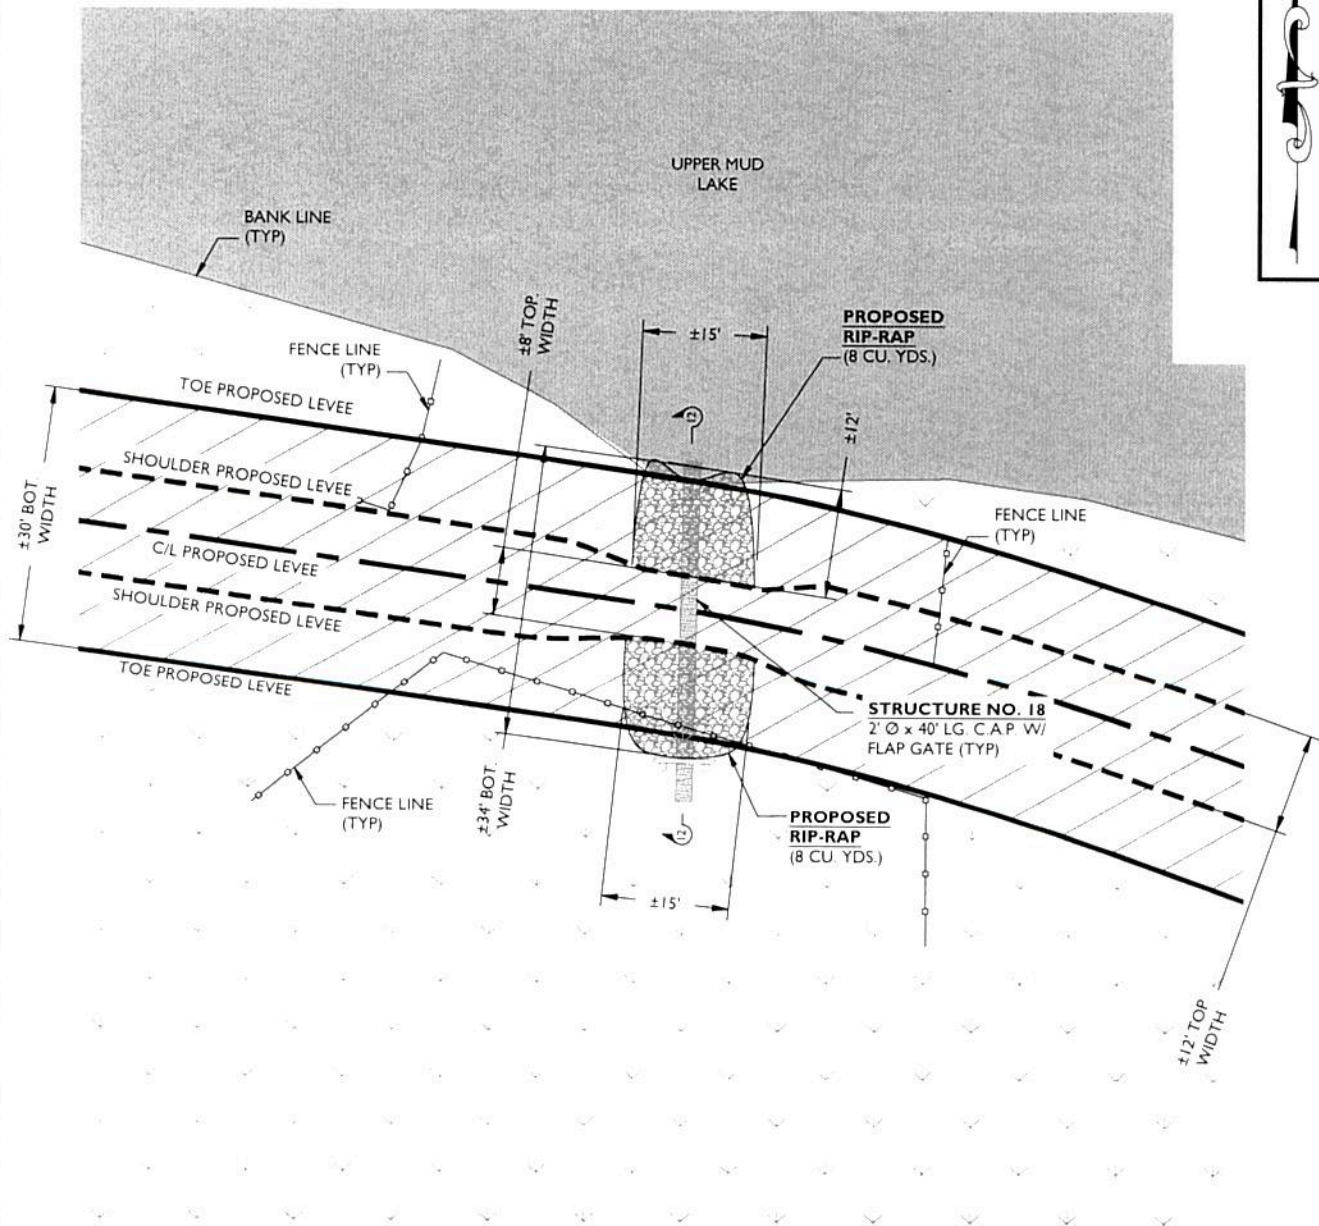 UPPER MUD
LAKE
BANK LINE
(TYP)
±8' TOP.
WIDTH
±15'
PROPOSED
RIP-RAP
(8 CU. YDS.)
FENCE LINE
(TYP)
TOE PROPOSED LEVEE
12
±12'
SHOULDER PROPOSED LEVEE
±30' BOT
WIDTH
FENCE LINE
(TYP)
C/L PROPOSED LEVEE
SHOULDER PROPOSED LEVEE
TOE PROPOSED LEVEE
STRUCTURE NO. 18
2' Ø x 40' LG. C.A.P. W/
FLAP GATE (TYP)
±34' BOT.
WIDTH
FENCE LINE
(TYP)
12
PROPOSED
RIP-RAP
(8 CU. YDS.)
±15'
±12' TOP
WIDTH